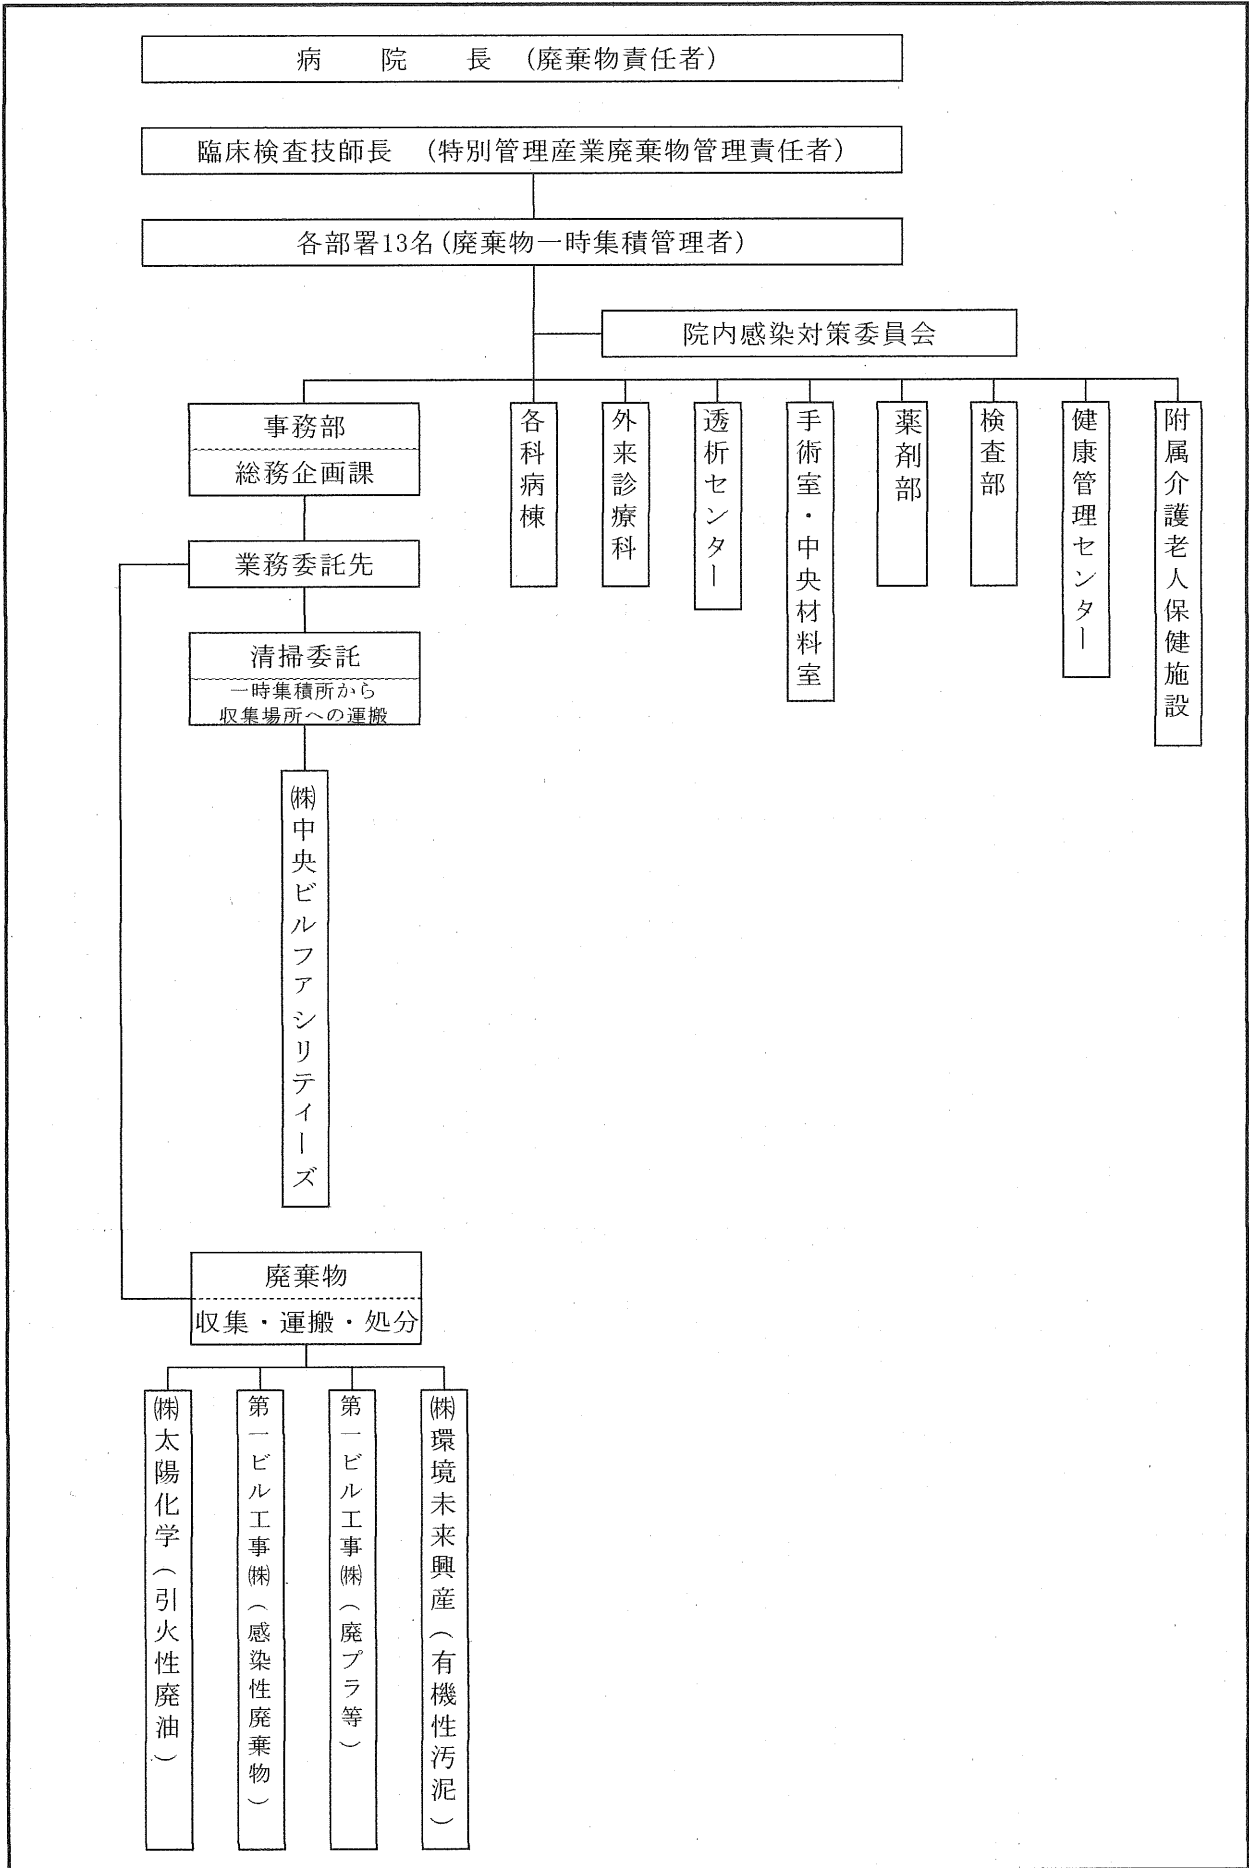 病　院　長　(廃棄物責任者)
臨床検査技師長　(特別管理産業廃棄物管理責任者)
各部署13名(廃棄物一時集積管理者)
院内感染対策委員会
事務部
総務企画課
各科病棟
外来診療科
透析センター
手術室・中央材料室
薬剤部
検査部
健康管理センター
附属介護老人保健施設
業務委託先
清掃委託
一時集積所から
収集場所への運搬
㈱中央ビルファシリティーズ
廃棄物
収集・運搬・処分
㈱太陽化学(引火性廃油)
第一ビル工事㈱(感染性廃棄物)
第一ビル工事㈱(廃プラ等)
㈱環境未来興産(有機性汚泥)